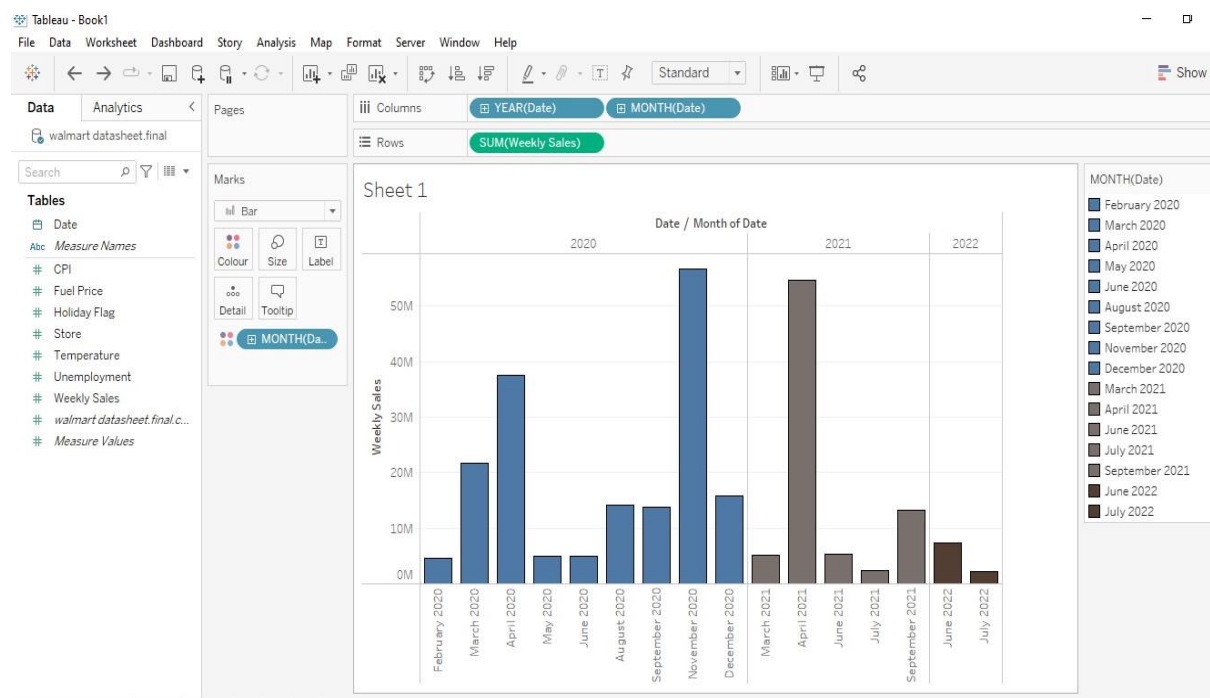 Tableau - Book1
File Data Worksheet Dashboard Story Analysis Map Format Server Window Help
Standard
Show
Data Analytics
walmart datasheet.final
Search
Tables
Date
Abc Measure Names
# CPI
# Fuel Price
# Holiday Flag
# Store
# Temperature
# Unemployment
# Weekly Sales
# walmart datasheet.final.c...
# Measure Values
Pages
Marks
Bar
Colour Size Label
Detail Tooltip
MONTH(Da..
Columns YEAR(Date) MONTH(Date)
Rows SUM(Weekly Sales)
Sheet 1
Date / Month of Date
2020 2021 2022
Weekly Sales
50M
40M
30M
20M
10M
0M
February 2020
March 2020
April 2020
May 2020
June 2020
August 2020
September 2020
November 2020
December 2020
March 2021
April 2021
June 2021
July 2021
September 2021
June 2022
July 2022
MONTH(Date)
February 2020
March 2020
April 2020
May 2020
June 2020
August 2020
September 2020
November 2020
December 2020
March 2021
April 2021
June 2021
July 2021
September 2021
June 2022
July 2022